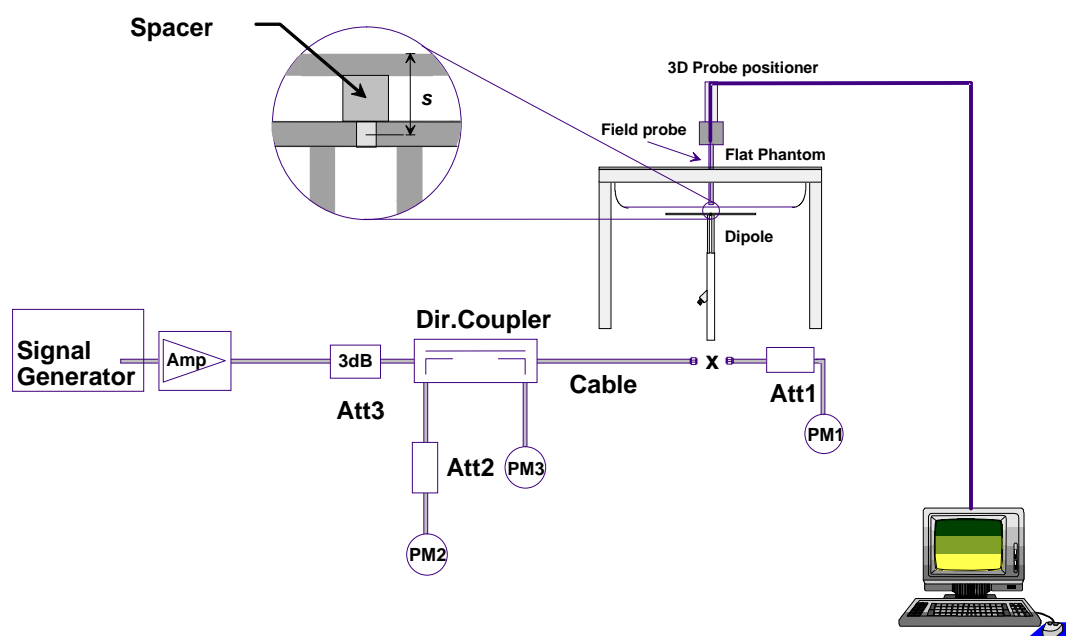 Spacer
s
3D Probe positioner
Field probe
Flat Phantom
Dipole
Dir.Coupler
Signal
Generator
Amp
3dB
Att3
Cable
x
Att1
PM1
Att2
PM3
PM2